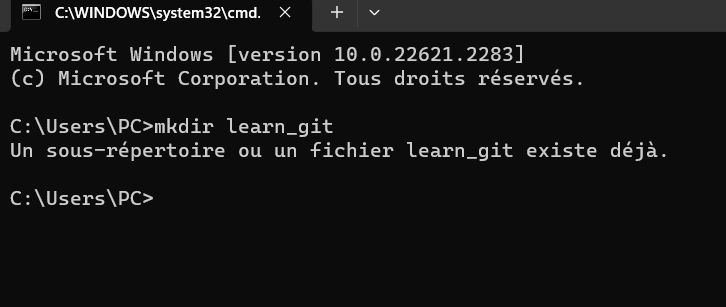 C:\WINDOWS\system32\cmd.
Microsoft Windows [version 10.0.22621.2283]
(c) Microsoft Corporation. Tous droits réservés.
C:\Users\PC>mkdir learn_git
Un sous-répertoire ou un fichier learn_git existe déjà.
C:\Users\PC>